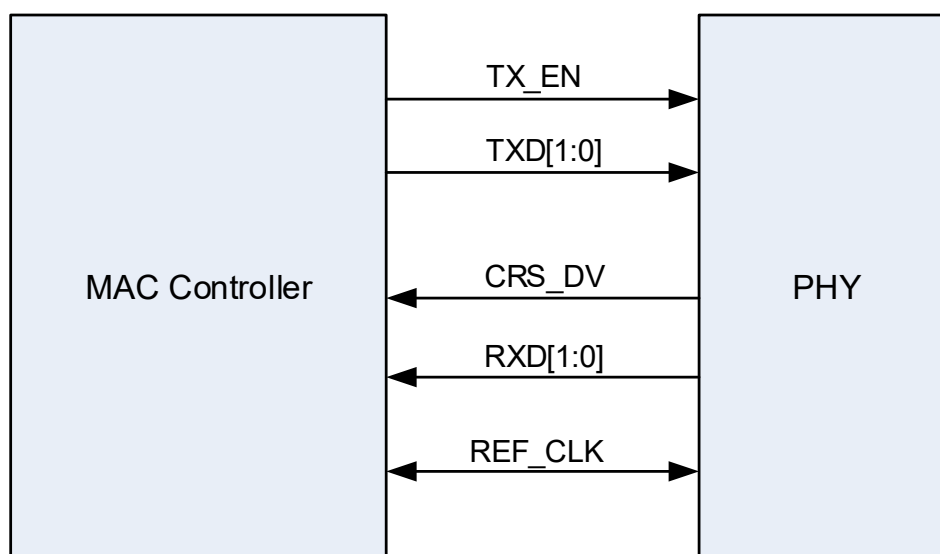 TX_EN
TXD[1:0]
MAC Controller
CRS_DV
PHY
RXD[1:0]
REF_CLK